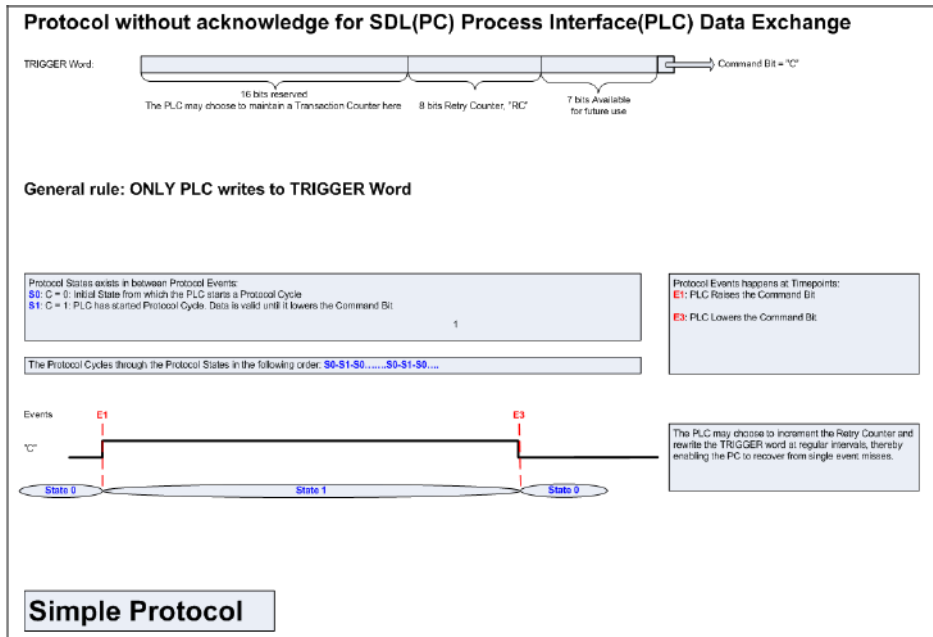 Protocol without acknowledge for SDL(PC) Process Interface(PLC) Data Exchange
TRIGGER Word:
Command Bit = "C"
16 bits reserved
The PLC may choose to maintain a Transaction Counter here
8 bits Retry Counter, "RC"
7 bits Available
for future use
General rule: ONLY PLC writes to TRIGGER Word
Protocol States exists in between Protocol Events:
S0: C = 0: Initial State from which the PLC starts a Protocol Cycle
S1: C = 1: PLC has started Protocol Cycle. Data is valid until it lowers the Command Bit
1
Protocol Events happens at Timepoints:
E1: PLC Raises the Command Bit
E3: PLC Lowers the Command Bit
The Protocol Cycles through the Protocol States in the following order: S0-S1-S0.......S0-S1-S0....
Events
E1
E3
"C"
State 0
State 1
State 0
The PLC may choose to increment the Retry Counter and
rewrite the TRIGGER word at regular intervals, thereby
enabling the PC to recover from single event misses.
Simple Protocol